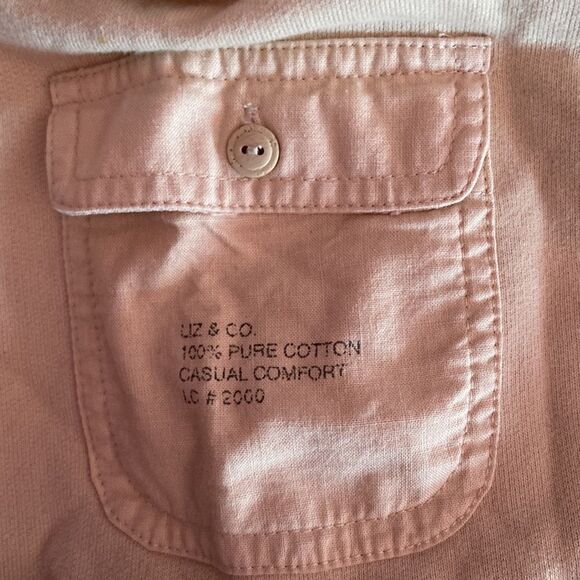 LIZ & CO.
100% PURE COTTON
CASUAL COMFORT
I.C # 2000